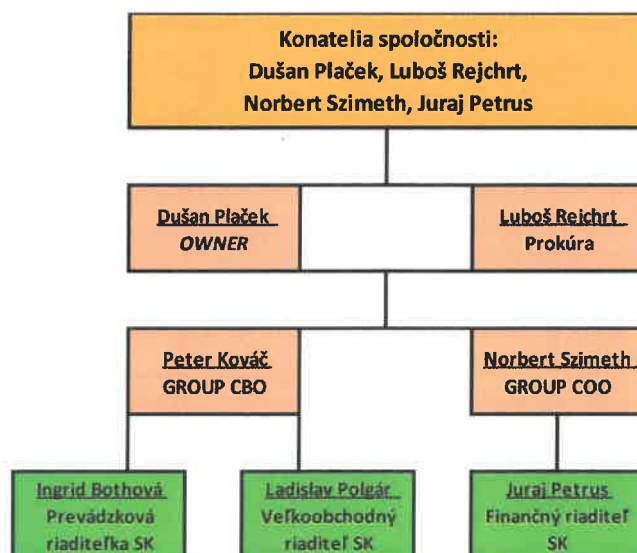 Konatelia spoločnosti:
Dušan Plaček, Luboš Rejchrt,
Norbert Szimeth, Juraj Petrus
Dušan Plaček
OWNER
Luboš Rejchrt
Prokúra
Peter Kováč
GROUP CBO
Norbert Szimeth
GROUP COO
Ingrid Bothová
Prevádzková
riaditeľka SK
Ladislav Polgár
Veľkoobchodný
riaditeľ SK
Juraj Petrus
Finančný riaditeľ
SK